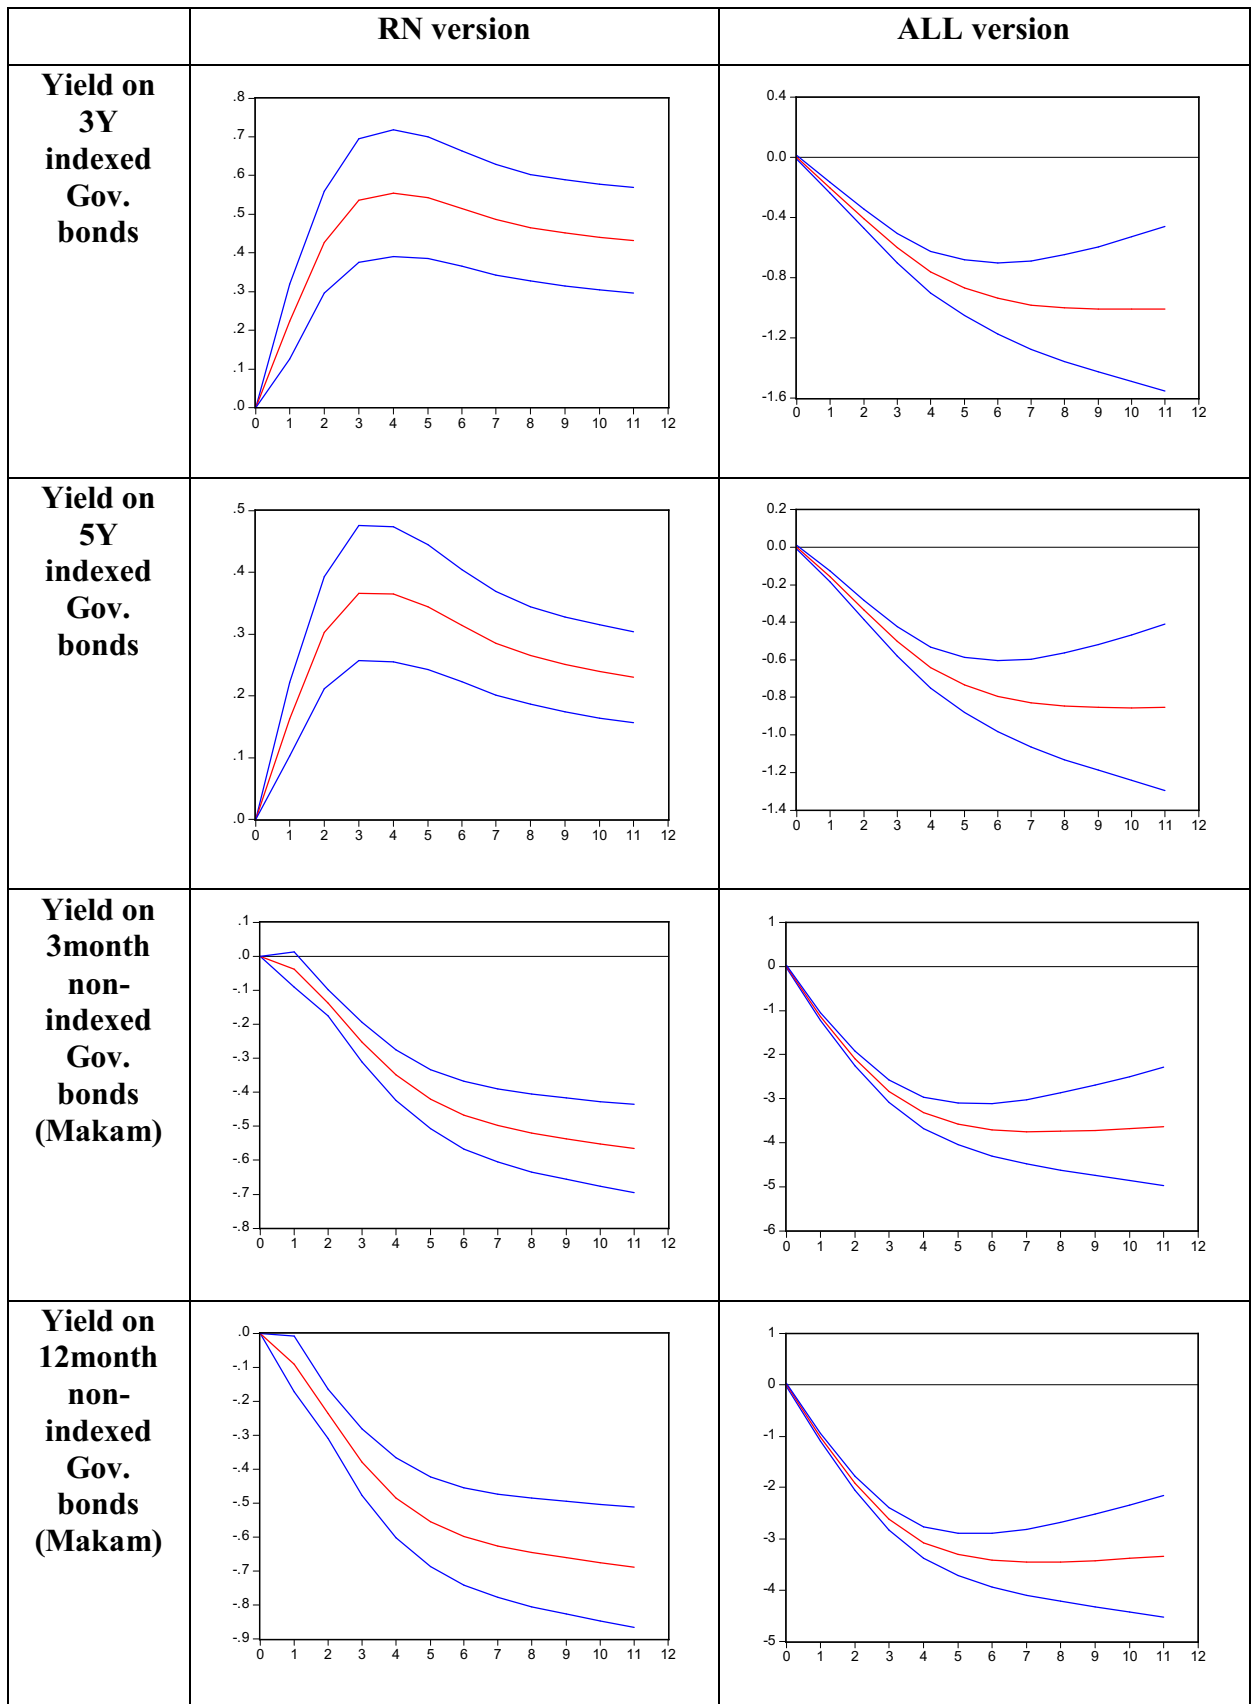 RN version
ALL version
Yield on
3Y
indexed
Gov.
bonds
.8
.7
.6
.5
.4
.3
.2
.1
.0
0 1 2 3 4 5 6 7 8 9 10 11 12
0.4
0.0
-0.4
-0.8
-1.2
-1.6
0 1 2 3 4 5 6 7 8 9 10 11 12
Yield on
5Y
indexed
Gov.
bonds
.5
.4
.3
.2
.1
.0
0 1 2 3 4 5 6 7 8 9 10 11 12
0.2
0.0
-0.2
-0.4
-0.6
-0.8
-1.0
-1.2
-1.4
0 1 2 3 4 5 6 7 8 9 10 11 12
Yield on
3month
non-
indexed
Gov.
bonds
(Makam)
.1
.0
-.1
-.2
-.3
-.4
-.5
-.6
-.7
-.8
0 1 2 3 4 5 6 7 8 9 10 11 12
1
0
-1
-2
-3
-4
-5
-6
0 1 2 3 4 5 6 7 8 9 10 11 12
Yield on
12month
non-
indexed
Gov.
bonds
(Makam)
.0
-.1
-.2
-.3
-.4
-.5
-.6
-.7
-.8
-.9
0 1 2 3 4 5 6 7 8 9 10 11 12
1
0
-1
-2
-3
-4
-5
0 1 2 3 4 5 6 7 8 9 10 11 12